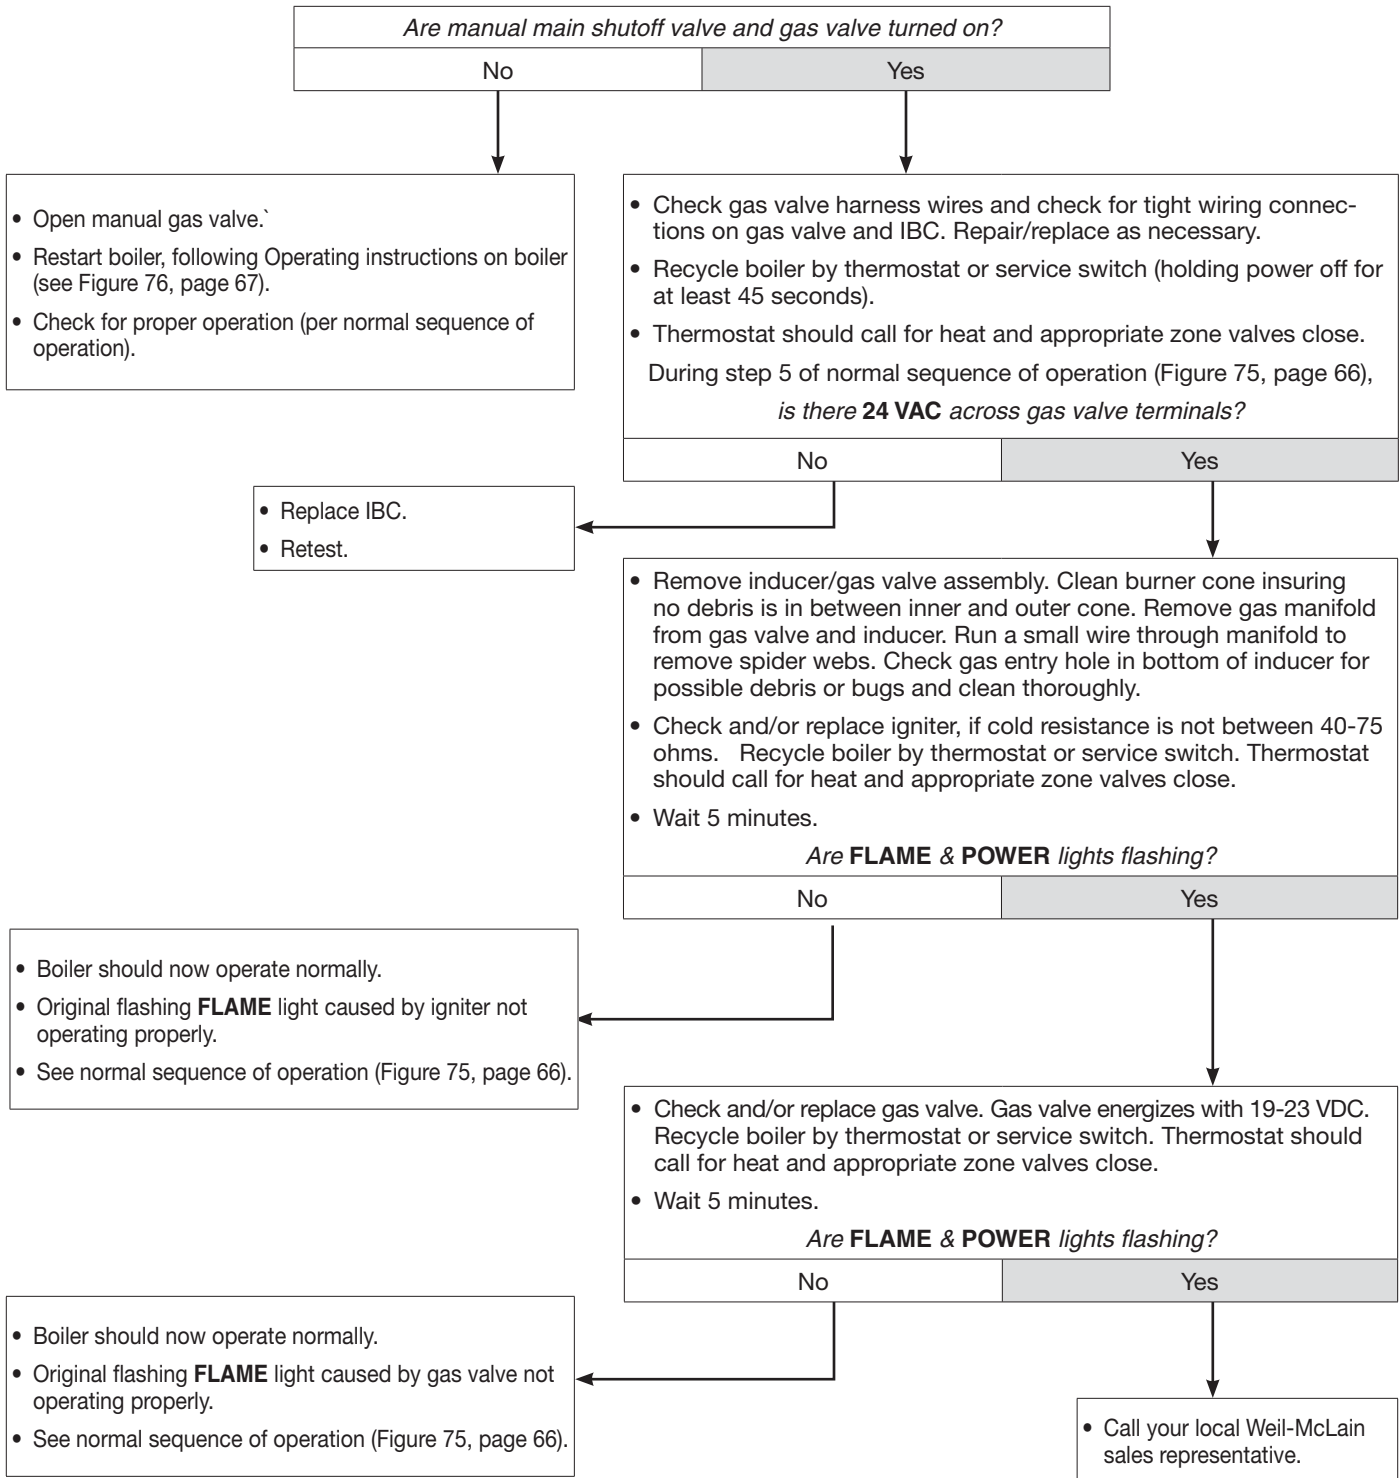 Are manual main shutoff valve and gas valve turned on?
No
Yes
• Open manual gas valve.`
• Restart boiler, following Operating instructions on boiler
(see Figure 76, page 67).
• Check for proper operation (per normal sequence of
operation).
• Check gas valve harness wires and check for tight wiring connec-
tions on gas valve and IBC. Repair/replace as necessary.
• Recycle boiler by thermostat or service switch (holding power off for
at least 45 seconds).
• Thermostat should call for heat and appropriate zone valves close.
During step 5 of normal sequence of operation (Figure 75, page 66),
is there 24 VAC across gas valve terminals?
No
Yes
• Replace IBC.
• Retest.
• Remove inducer/gas valve assembly. Clean burner cone insuring
no debris is in between inner and outer cone. Remove gas manifold
from gas valve and inducer. Run a small wire through manifold to
remove spider webs. Check gas entry hole in bottom of inducer for
possible debris or bugs and clean thoroughly.
• Check and/or replace igniter, if cold resistance is not between 40-75
ohms. Recycle boiler by thermostat or service switch. Thermostat
should call for heat and appropriate zone valves close.
• Wait 5 minutes.
Are FLAME & POWER lights flashing?
No
Yes
• Boiler should now operate normally.
• Original flashing FLAME light caused by igniter not
operating properly.
• See normal sequence of operation (Figure 75, page 66).
• Check and/or replace gas valve. Gas valve energizes with 19-23 VDC.
Recycle boiler by thermostat or service switch. Thermostat should
call for heat and appropriate zone valves close.
• Wait 5 minutes.
Are FLAME & POWER lights flashing?
No
Yes
• Boiler should now operate normally.
• Original flashing FLAME light caused by gas valve not
operating properly.
• See normal sequence of operation (Figure 75, page 66).
• Call your local Weil-McLain
sales representative.